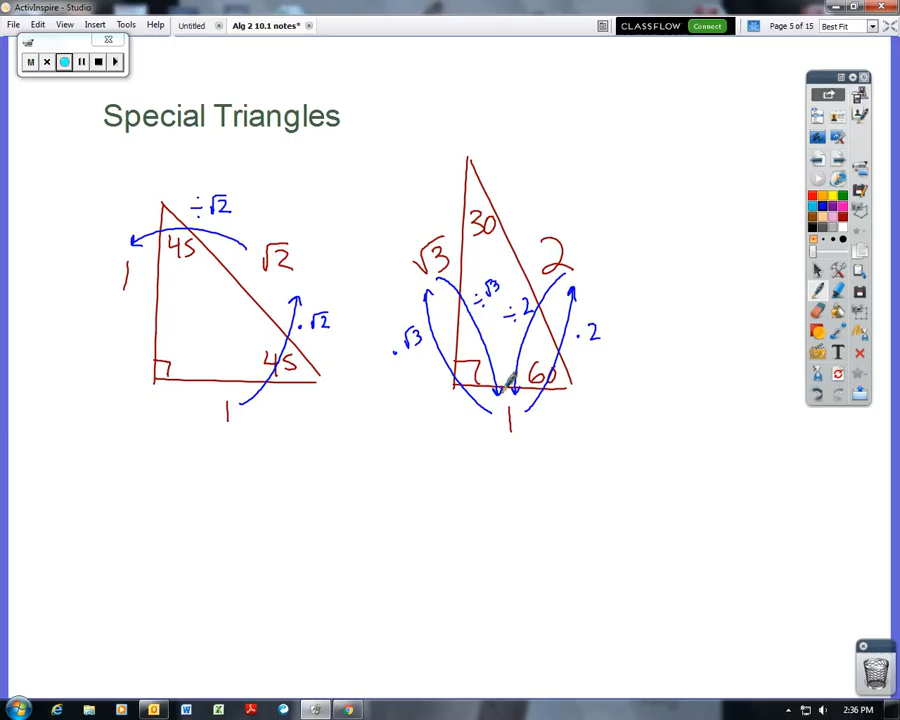 ActivInspire - Studio
File Edit View Insert Tools Help
Untitled
Alg 2 10.1 notes*
CLASSFLOW Connect
Page 5 of 15
Best Fit
M
Special Triangles
÷√2
45
√2
1
·√2
45
1
30
√3
2
÷√3
÷2
·√3
·2
60
1
T
2:36 PM